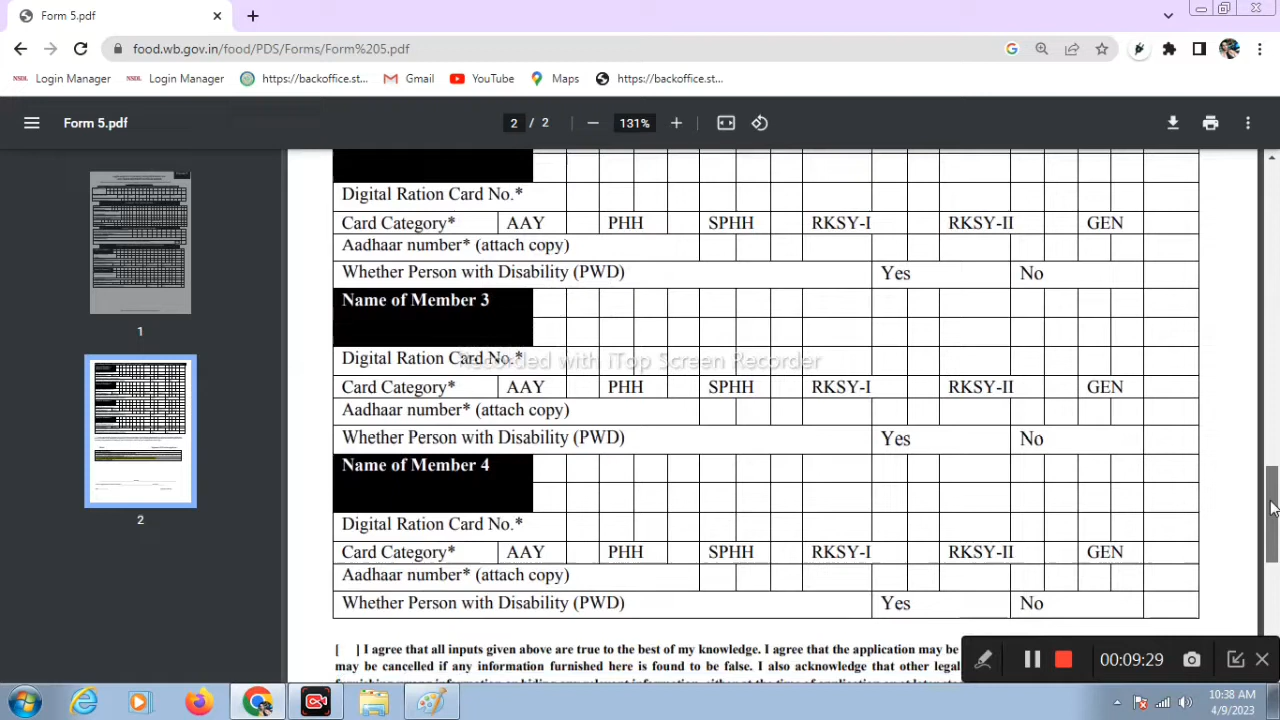 Form 5.pdf
food.wb.gov.in/food/PDS/Forms/Form%205.pdf
NSDL Login Manager NSDL Login Manager https://backoffice.st... Gmail YouTube Maps https://backoffice.st...
Form 5.pdf 2 / 2 131%
1
2
Digital Ration Card No.*
Card Category* AAY PHH SPHH RKSY-I RKSY-II GEN
Aadhaar number* (attach copy)
Whether Person with Disability (PWD) Yes No
Name of Member 3
Digital Ration Card No.*
Recorded with iTop Screen Recorder
Card Category* AAY PHH SPHH RKSY-I RKSY-II GEN
Aadhaar number* (attach copy)
Whether Person with Disability (PWD) Yes No
Name of Member 4
Digital Ration Card No.*
Card Category* AAY PHH SPHH RKSY-I RKSY-II GEN
Aadhaar number* (attach copy)
Whether Person with Disability (PWD) Yes No
[ ] I agree that all inputs given above are true to the best of my knowledge. I agree that the application may be
may be cancelled if any information furnished here is found to be false. I also acknowledge that other legal
00:09:29
10:38 AM
4/9/2023